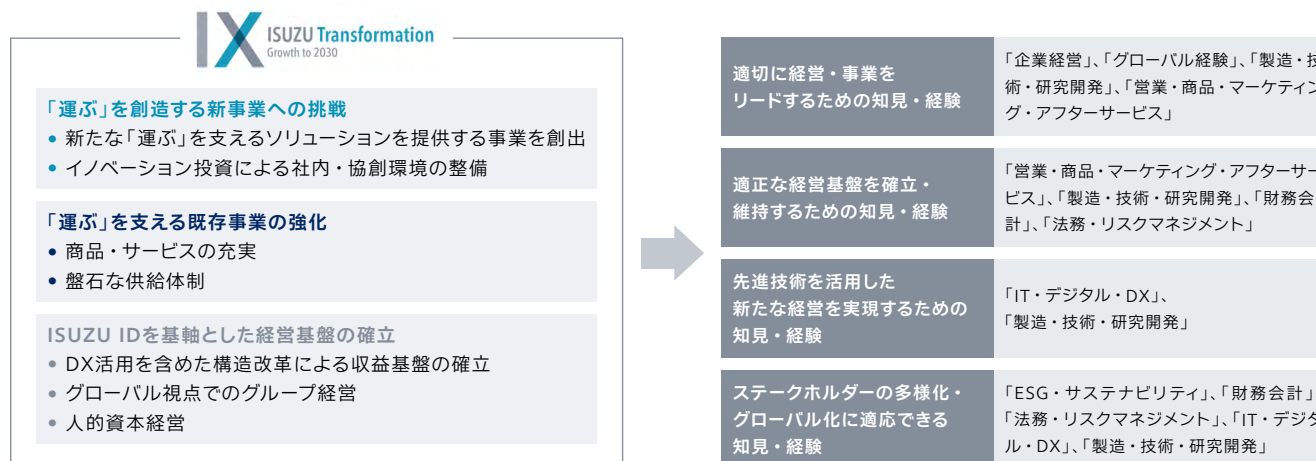 IX ISUZU Transformation
Growth to 2030
「運ぶ」を創造する新事業への挑戦
• 新たな「運ぶ」を支えるソリューションを提供する事業を創出
• イノベーション投資による社内・協創環境の整備
「運ぶ」を支える既存事業の強化
• 商品・サービスの充実
• 盤石な供給体制
ISUZU IDを基軸とした経営基盤の確立
• DX活用を含めた構造改革による収益基盤の確立
• グローバル視点でのグループ経営
• 人的資本経営
適切に経営・事業を
リードするための知見・経験
「企業経営」、「グローバル経験」、「製造・技
術・研究開発」、「営業・商品・マーケティン
グ・アフターサービス」
適正な経営基盤を確立・
維持するための知見・経験
「営業・商品・マーケティング・アフターサー
ビス」、「製造・技術・研究開発」、「財務会
計」、「法務・リスクマネジメント」
先進技術を活用した
新たな経営を実現するための
知見・経験
「IT・デジタル・DX」、
「製造・技術・研究開発」
ステークホルダーの多様化・
グローバル化に適応できる
知見・経験
「ESG・サステナビリティ」、「財務会計」
「法務・リスクマネジメント」、「IT・デジタ
ル・DX」、「製造・技術・研究開発」